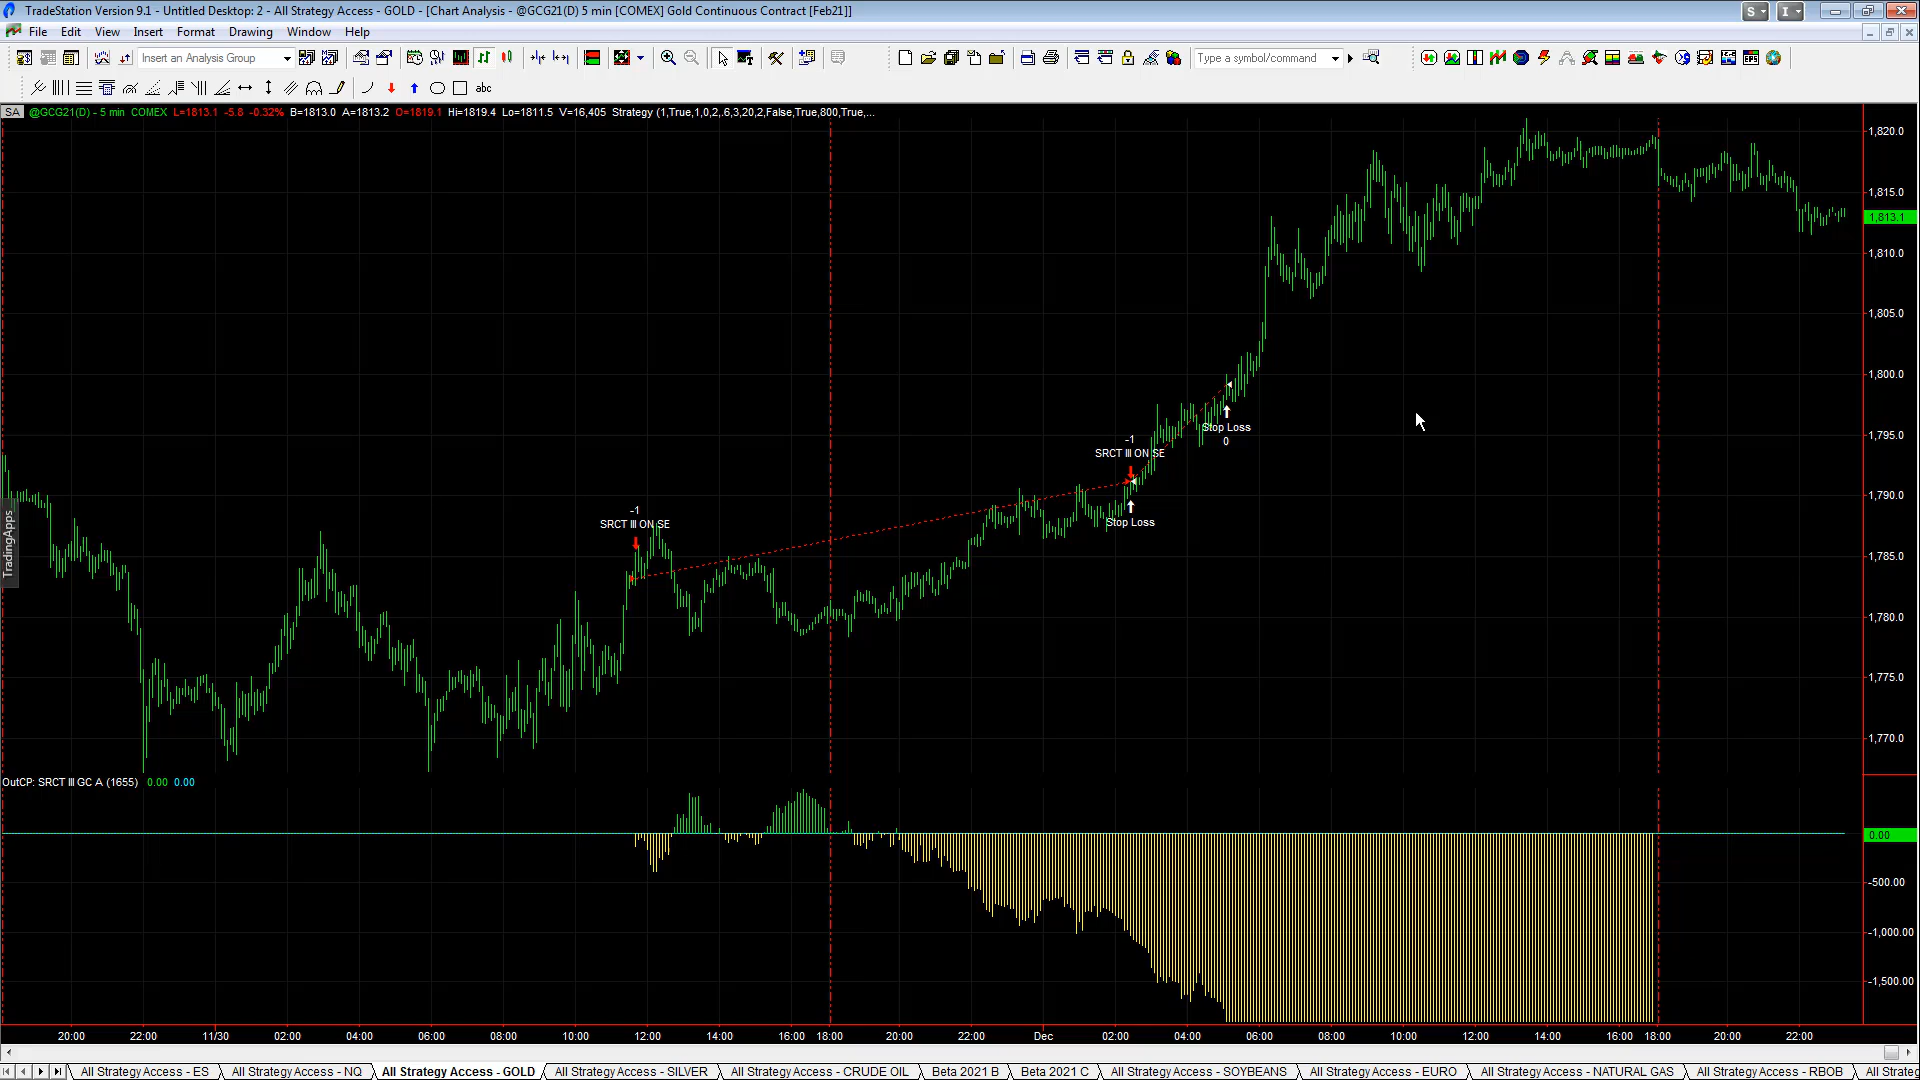 TradeStation Version 9.1 - Untitled Desktop: 2 - All Strategy Access - GOLD - [Chart Analysis - @GCG21(D) 5 min [COMEX] Gold Continuous Contract [Feb21]]
S I
File Edit View Insert Format Drawing Window Help
Insert an Analysis Group
Type a symbol/command
EPS
abc
SA @GCG21(D) - 5 min COMEX L=1813.1 -5.8 -0.32% B=1813.0 A=1813.2 O=1819.1 Hi=1819.4 Lo=1811.5 V=16,405 Strategy (1,True,1,0,2,.6,3,20,2,False,True,800,True,...
1,820.0
1,815.0
1,813.1
1,810.0
1,805.0
1,800.0
1,795.0
1,790.0
1,785.0
1,780.0
1,775.0
1,770.0
Stop Loss
0
-1
SRCT III ON SE
Stop Loss
-1
SRCT III ON SE
TradingApps
OutCP: SRCT III GC A (1655) 0.00 0.00
0.00
-500.00
-1,000.00
-1,500.00
20:00 22:00 11/30 02:00 04:00 06:00 08:00 10:00 12:00 14:00 16:00 18:00 20:00 22:00 Dec 02:00 04:00 06:00 08:00 10:00 12:00 14:00 16:00 18:00 20:00 22:00
All Strategy Access - ES All Strategy Access - NQ All Strategy Access - GOLD All Strategy Access - SILVER All Strategy Access - CRUDE OIL Beta 2021 B Beta 2021 C All Strategy Access - SOYBEANS All Strategy Access - EURO All Strategy Access - NATURAL GAS All Strategy Access - RBOB All Strateg